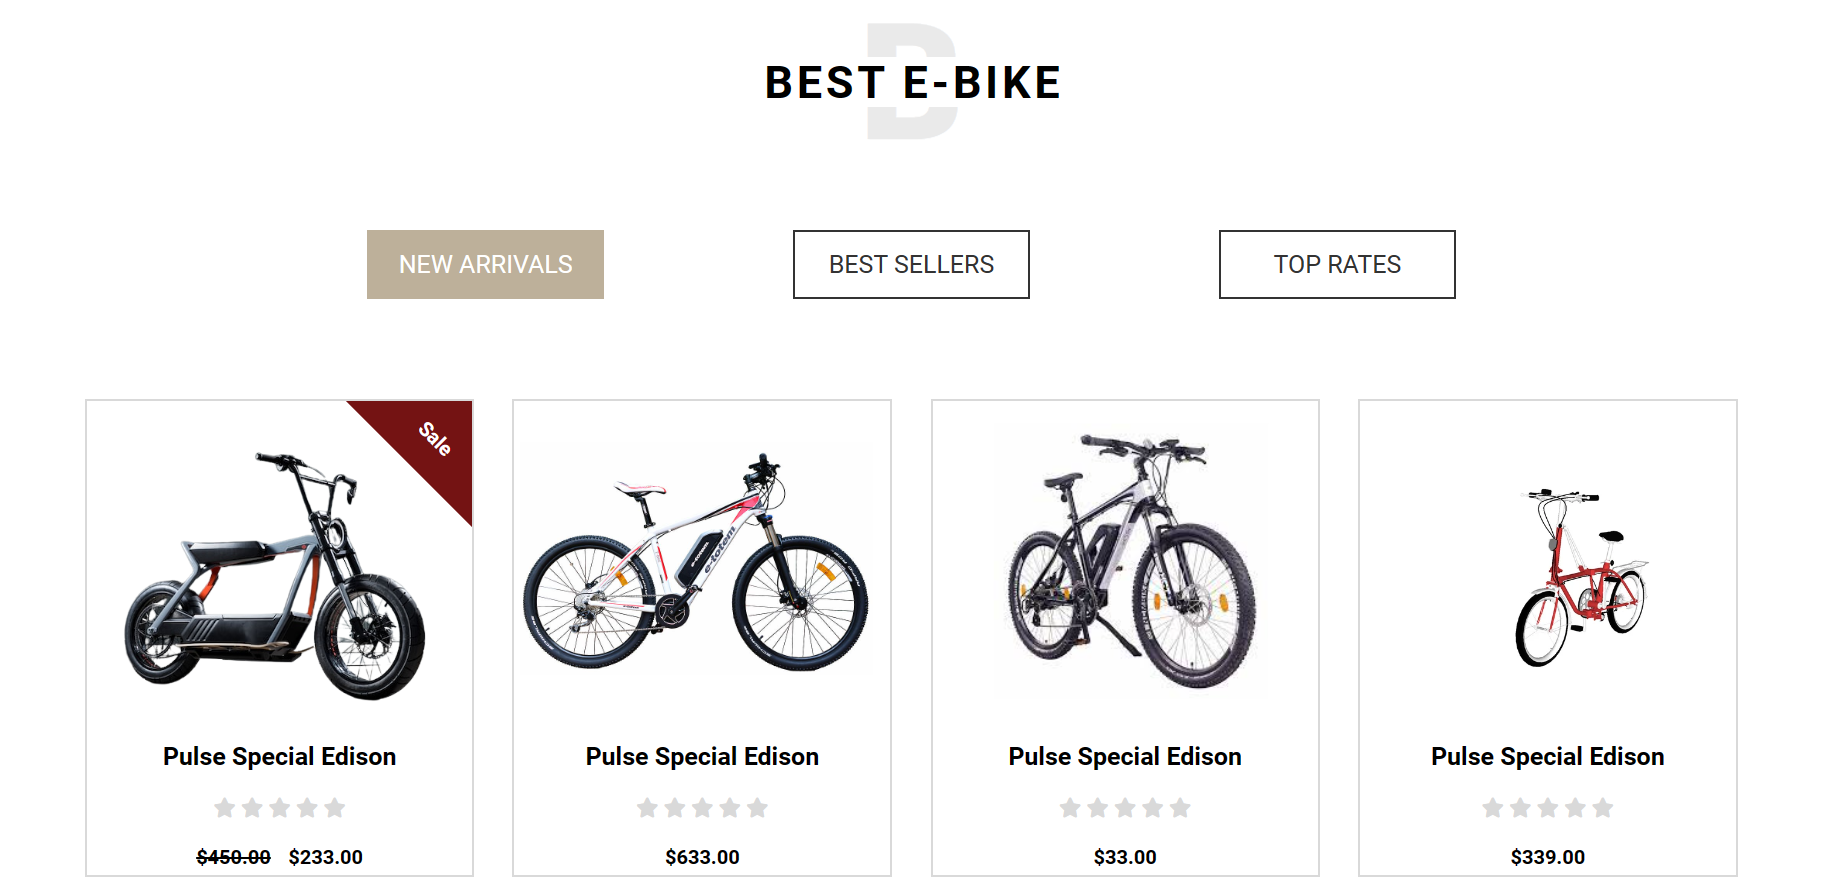 B
BEST E-BIKE
NEW ARRIVALS
BEST SELLERS
TOP RATES
Sale
e-totem
Pulse Special Edison
Pulse Special Edison
Pulse Special Edison
Pulse Special Edison
$450.00 $233.00
$633.00
$33.00
$339.00